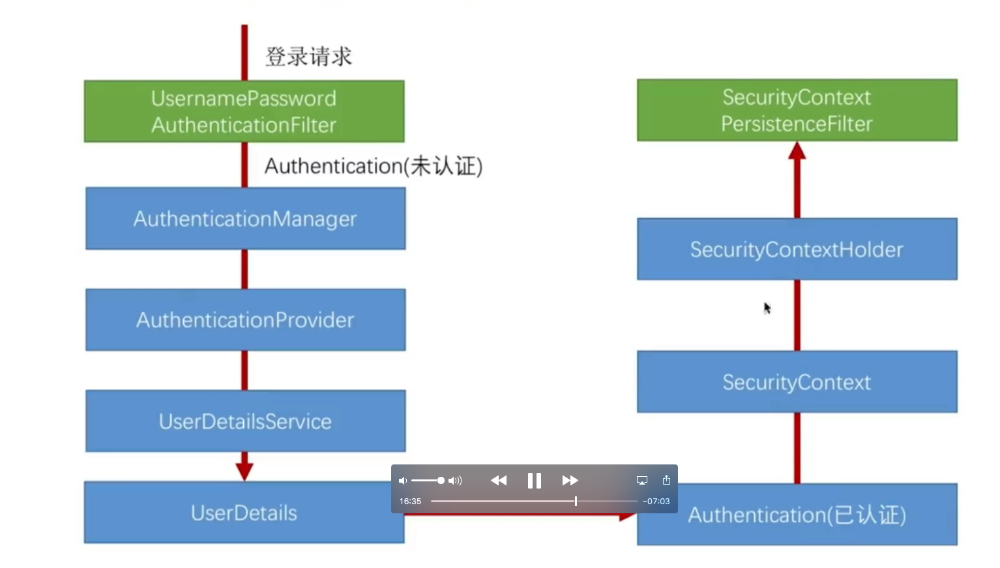 登录请求
UsernamePassword
AuthenticationFilter
Authentication(未认证)
AuthenticationManager
AuthenticationProvider
UserDetailsService
UserDetails
SecurityContext
PersistenceFilter
SecurityContextHolder
SecurityContext
Authentication(已认证)
16:35
−07:03